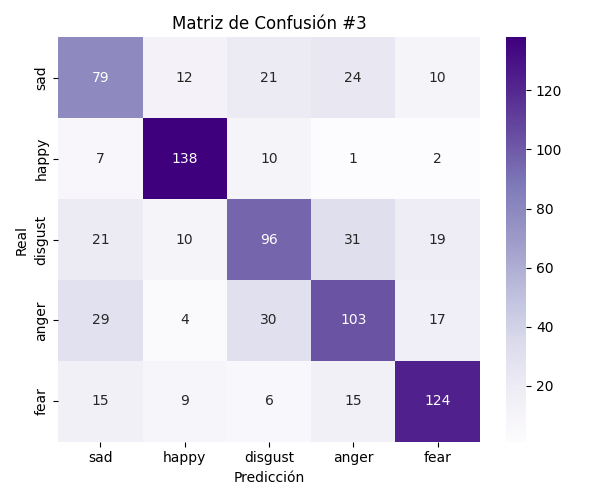 Matriz de Confusión #3
sad 79 12 21 24 10
happy 7 138 10 1 2
disgust 21 10 96 31 19
anger 29 4 30 103 17
fear 15 9 6 15 124
sad happy disgust anger fear
Predicción
Real
120
100
80
60
40
20